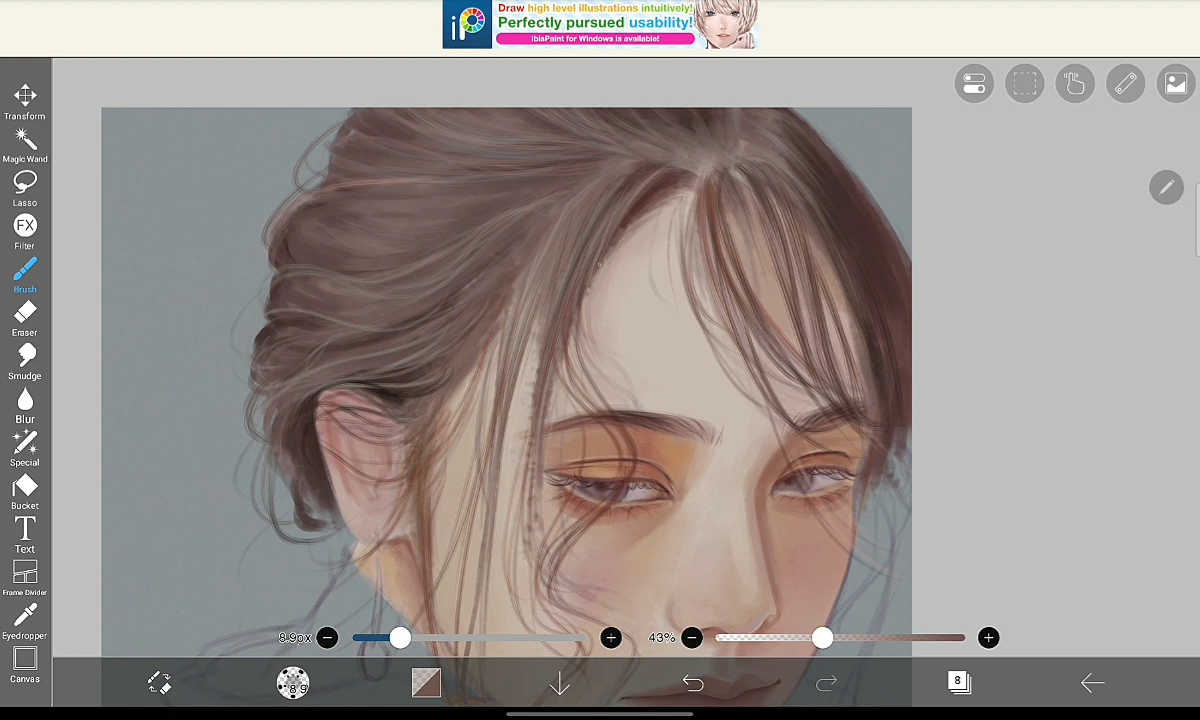 iP
Draw high level illustrations intuitively!
Perfectly pursued usability!
IbisPaint for Windows is available!
Transform
Magic Wand
Lasso
FX
Filter
Brush
Eraser
Smudge
Blur
Special
Bucket
T
Text
Frame Divider
Eyedropper
Canvas
8.9px
43%
8.9
8